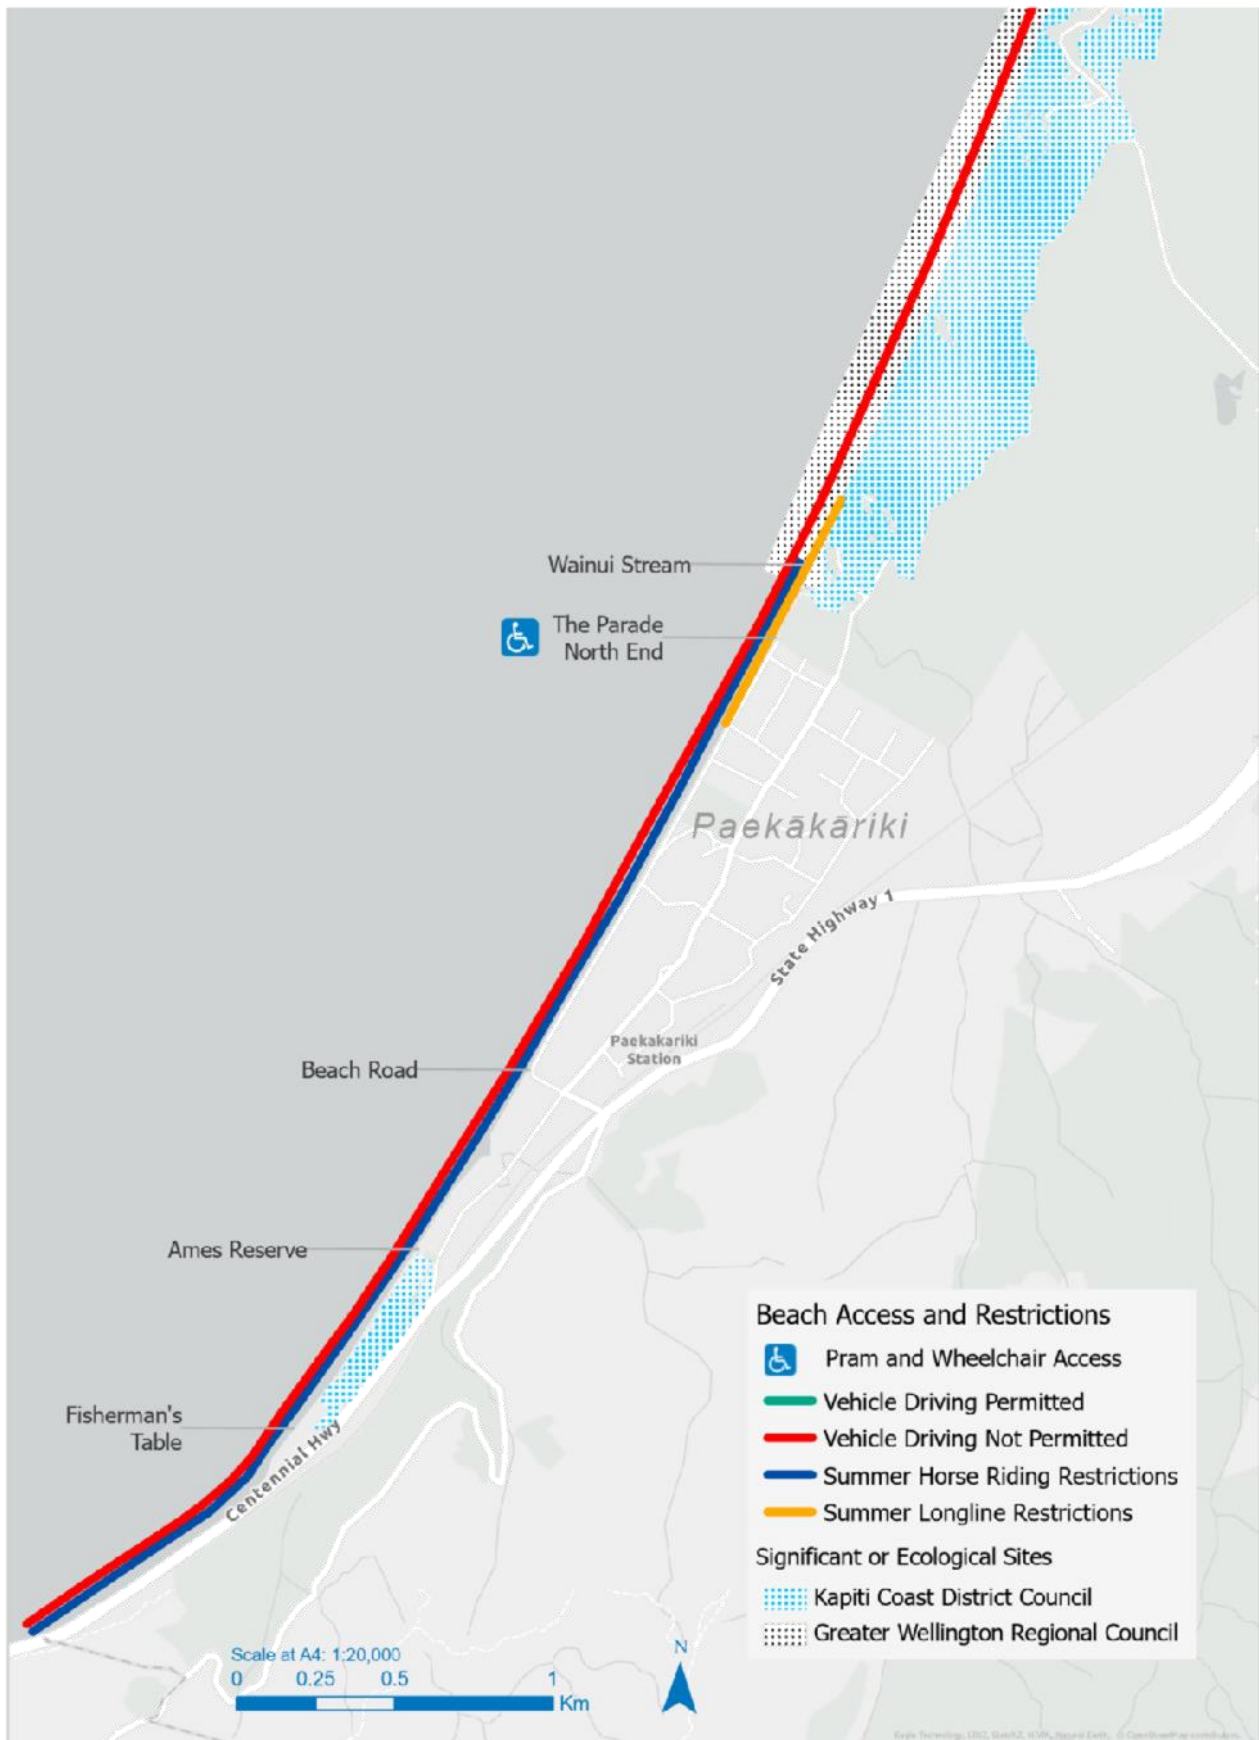 Wainui Stream
The Parade
North End
Paekākāriki
State Highway 1
Paekakariki
Station
Beach Road
Ames Reserve
Fisherman's
Table
Centennial Hwy
Beach Access and Restrictions
Pram and Wheelchair Access
Vehicle Driving Permitted
Vehicle Driving Not Permitted
Summer Horse Riding Restrictions
Summer Longline Restrictions
Significant or Ecological Sites
Kapiti Coast District Council
Greater Wellington Regional Council
Scale at A4: 1:20,000
0 0.25 0.5 1
Km
N